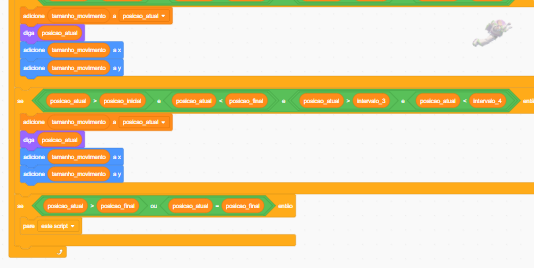 adicione tamanho_movimento a posicao_atual
diga posicao_atual
adicione tamanho_movimento a x
adicione tamanho_movimento a y
se posicao_atual > posicao_inicial e posicao_atual < posicao_final e posicao_atual > intervalo_3 e posicao_atual < intervalo_4 então
adicione tamanho_movimento a posicao_atual
diga posicao_atual
adicione tamanho_movimento a x
adicione tamanho_movimento a y
se posicao_atual > posicao_final ou posicao_atual = posicao_final então
pare este script